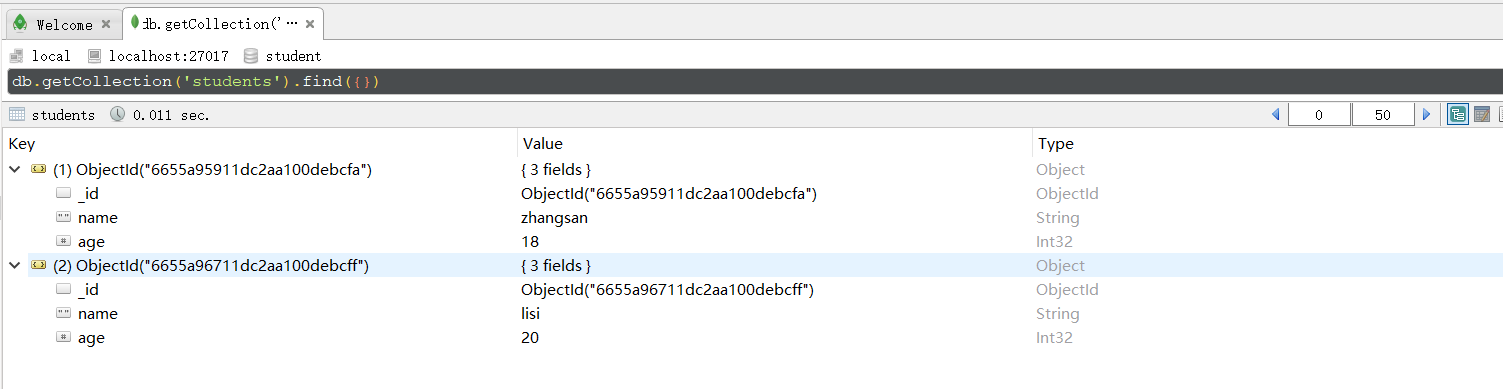 Welcome
db.getCollection('…
local localhost:27017 student
db.getCollection('students').find({})
students 0.011 sec. 0 50
Key Value Type
(1) ObjectId("6655a95911dc2aa100debcfa") { 3 fields } Object
_id ObjectId("6655a95911dc2aa100debcfa") ObjectId
name zhangsan String
age 18 Int32
(2) ObjectId("6655a96711dc2aa100debcff") { 3 fields } Object
_id ObjectId("6655a96711dc2aa100debcff") ObjectId
name lisi String
age 20 Int32